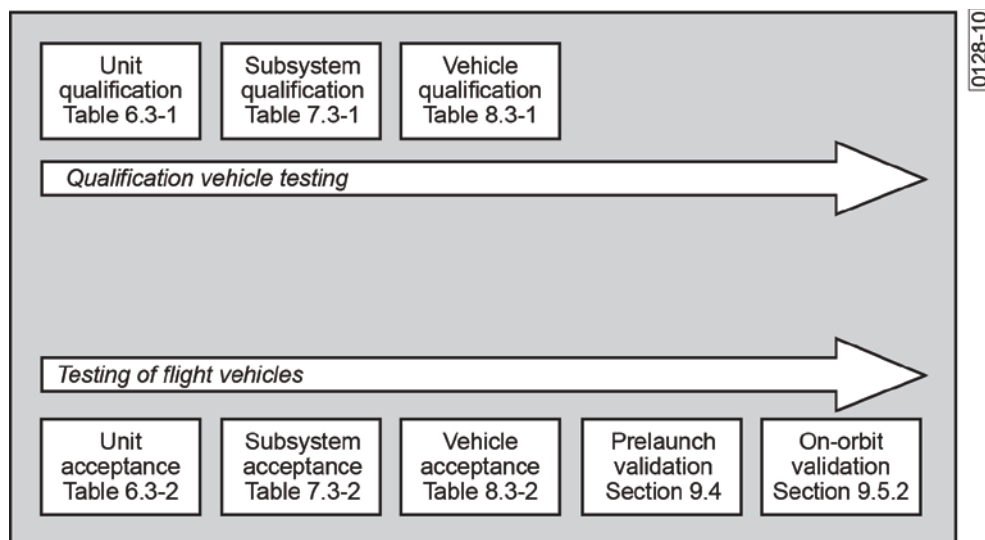 Unit
qualification
Table 6.3-1
Subsystem
qualification
Table 7.3-1
Vehicle
qualification
Table 8.3-1
Qualification vehicle testing
Testing of flight vehicles
Unit
acceptance
Table 6.3-2
Subsystem
acceptance
Table 7.3-2
Vehicle
acceptance
Table 8.3-2
Prelaunch
validation
Section 9.4
On-orbit
validation
Section 9.5.2
0128-10